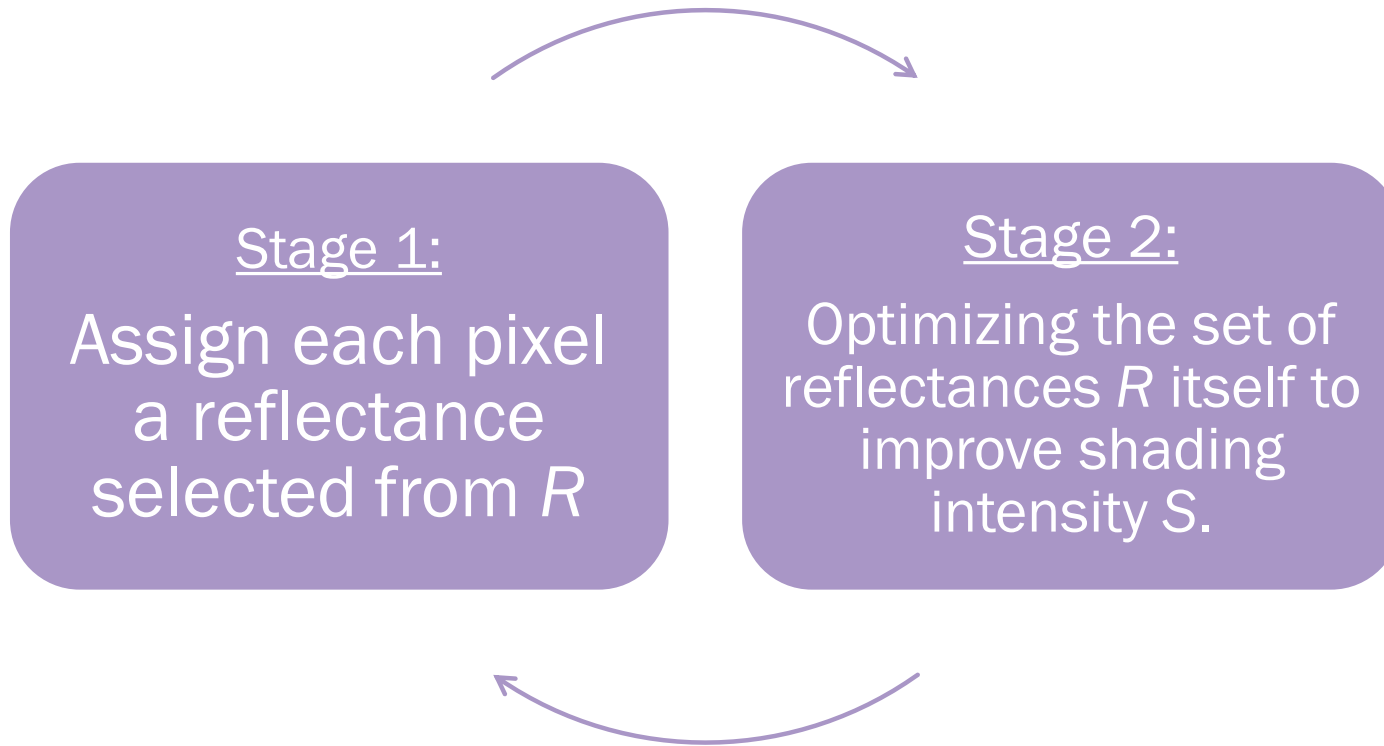 Stage 1:
Assign each pixel
a reflectance
selected from R
Stage 2:
Optimizing the set of
reflectances R itself to
improve shading
intensity S.